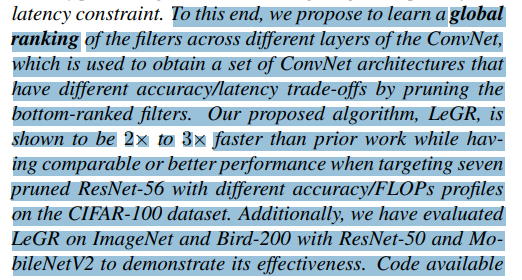 latency constraint. To this end, we propose to learn a global
ranking of the filters across different layers of the ConvNet,
which is used to obtain a set of ConvNet architectures that
have different accuracy/latency trade-offs by pruning the
bottom-ranked filters. Our proposed algorithm, LeGR, is
shown to be 2× to 3× faster than prior work while hav-
ing comparable or better performance when targeting seven
pruned ResNet-56 with different accuracy/FLOPs profiles
on the CIFAR-100 dataset. Additionally, we have evaluated
LeGR on ImageNet and Bird-200 with ResNet-50 and Mo-
bileNetV2 to demonstrate its effectiveness. Code available